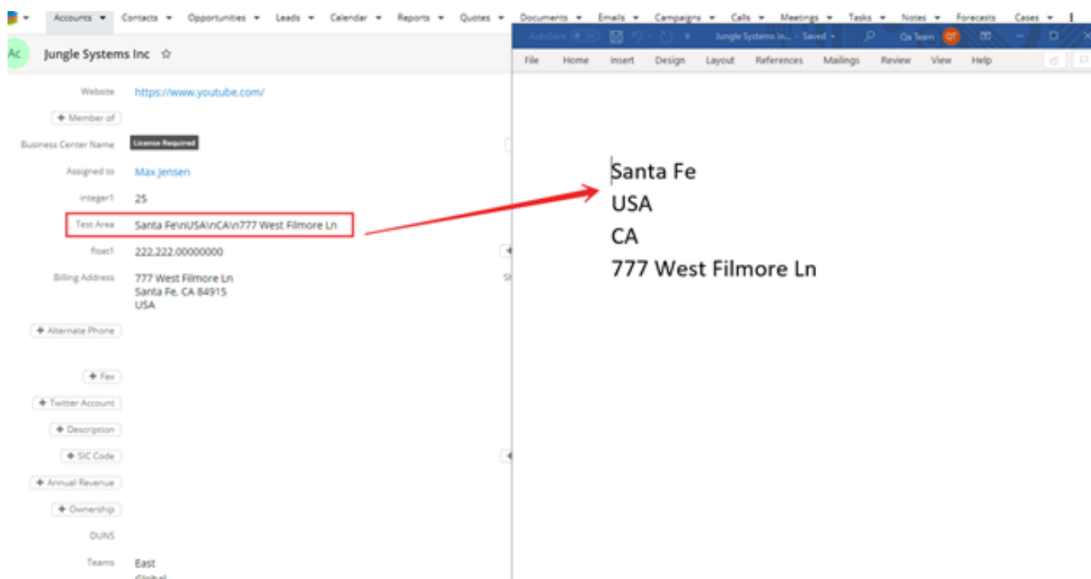 Accounts Contacts Opportunities Leads Calendar Reports Quotes Documents Emails Campaigns Calls Meetings Tasks Notes Forecasts Cases
AutoSave Jungle Systems In... - Saved Qa Team QT
Ac Jungle Systems Inc
File Home Insert Design Layout References Mailings Review View Help
Website https://www.youtube.com/
+ Member of
Business Center Name License Required
Assigned to Max Jensen
integer1 25
Test Area Santa Fe\n\nUSA\nCA\n777 West Filmore Ln
float1 222,222.00000000
Billing Address 777 West Filmore Ln
Santa Fe, CA 84915
USA
+ Alternate Phone
+ Fax
+ Twitter Account
+ Description
+ SIC Code
+ Annual Revenue
+ Ownership
DUNS
Teams East
Global
Santa Fe
USA
CA
777 West Filmore Ln